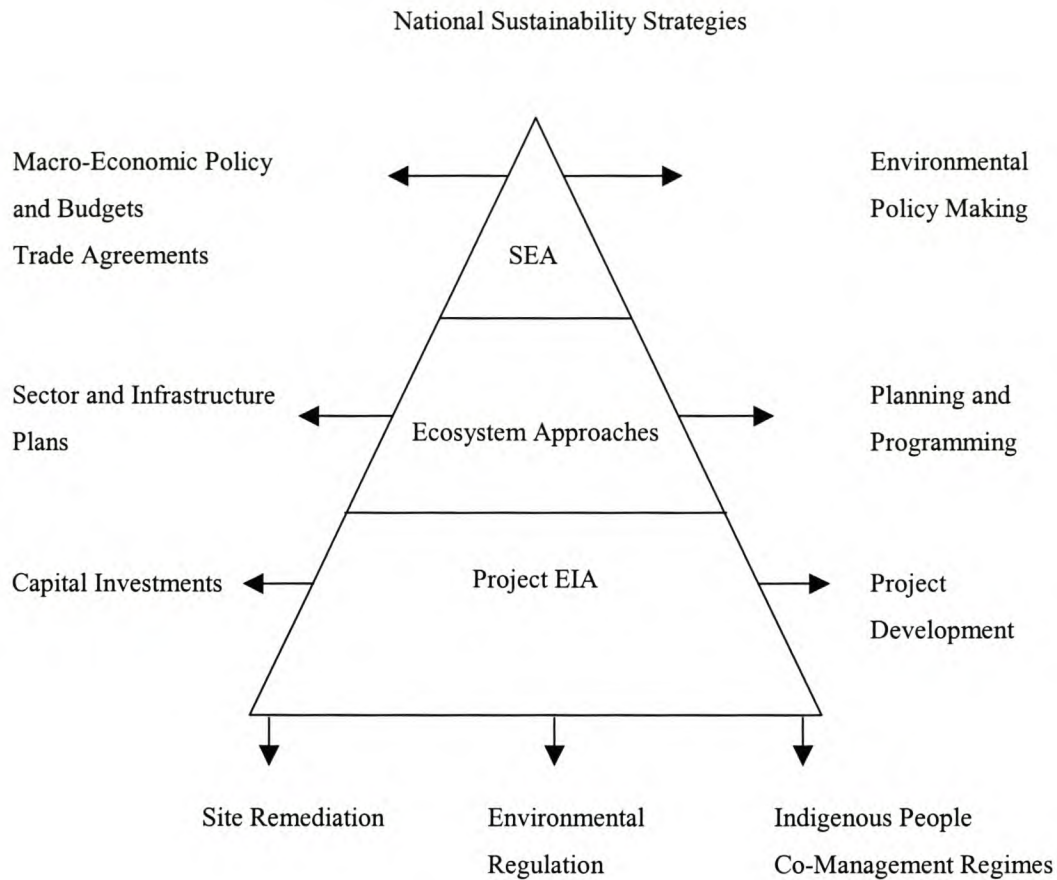 National Sustainability Strategies
Macro-Economic Policy
and Budgets
Trade Agreements
Environmental
Policy Making
SEA
Sector and Infrastructure
Plans
Ecosystem Approaches
Planning and
Programming
Capital Investments
Project EIA
Project
Development
Site Remediation
Environmental
Regulation
Indigenous People
Co-Management Regimes